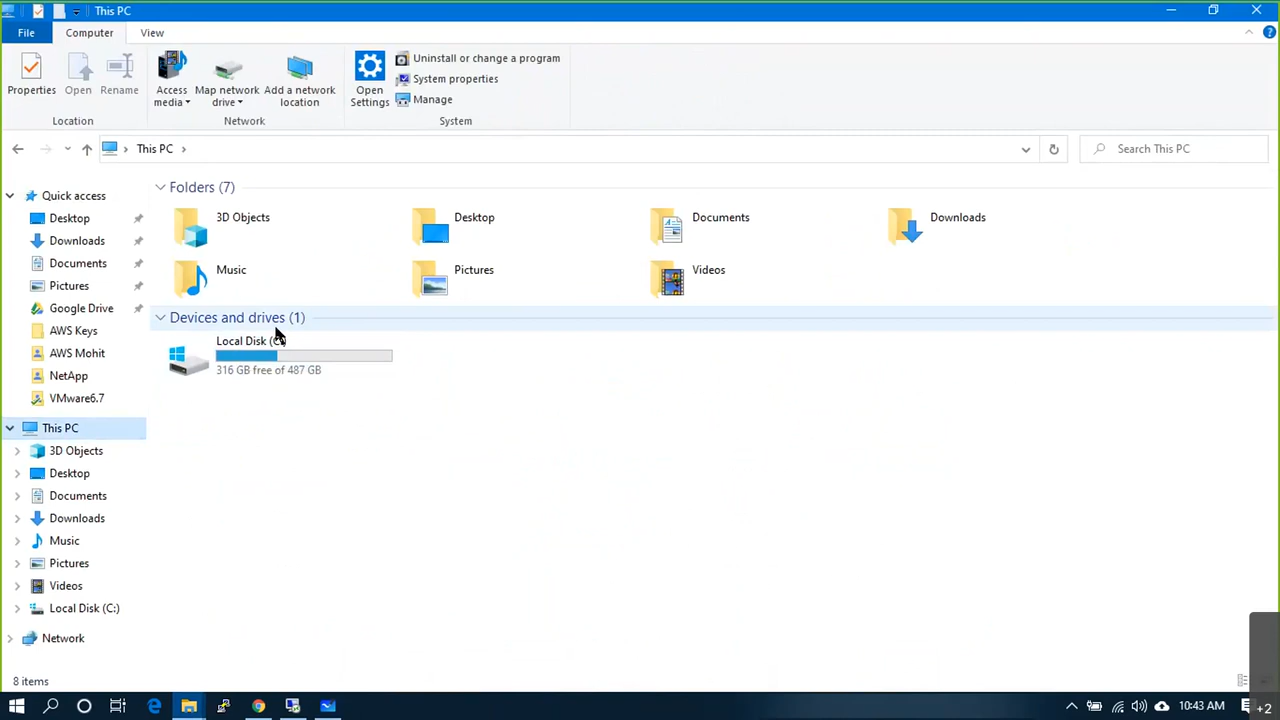 This PC
File Computer View
Properties Open Rename Access media Map network drive Add a network location Open Settings Uninstall or change a program System properties Manage
Location Network System
This PC Search This PC
Quick access
Desktop
Downloads
Documents
Pictures
Google Drive
AWS Keys
AWS Mohit
NetApp
VMware6.7
This PC
3D Objects
Desktop
Documents
Downloads
Music
Pictures
Videos
Local Disk (C:)
Network
Folders (7)
3D Objects Desktop Documents Downloads
Music Pictures Videos
Devices and drives (1)
Local Disk
316 GB free of 487 GB
8 items
10:43 AM
+2